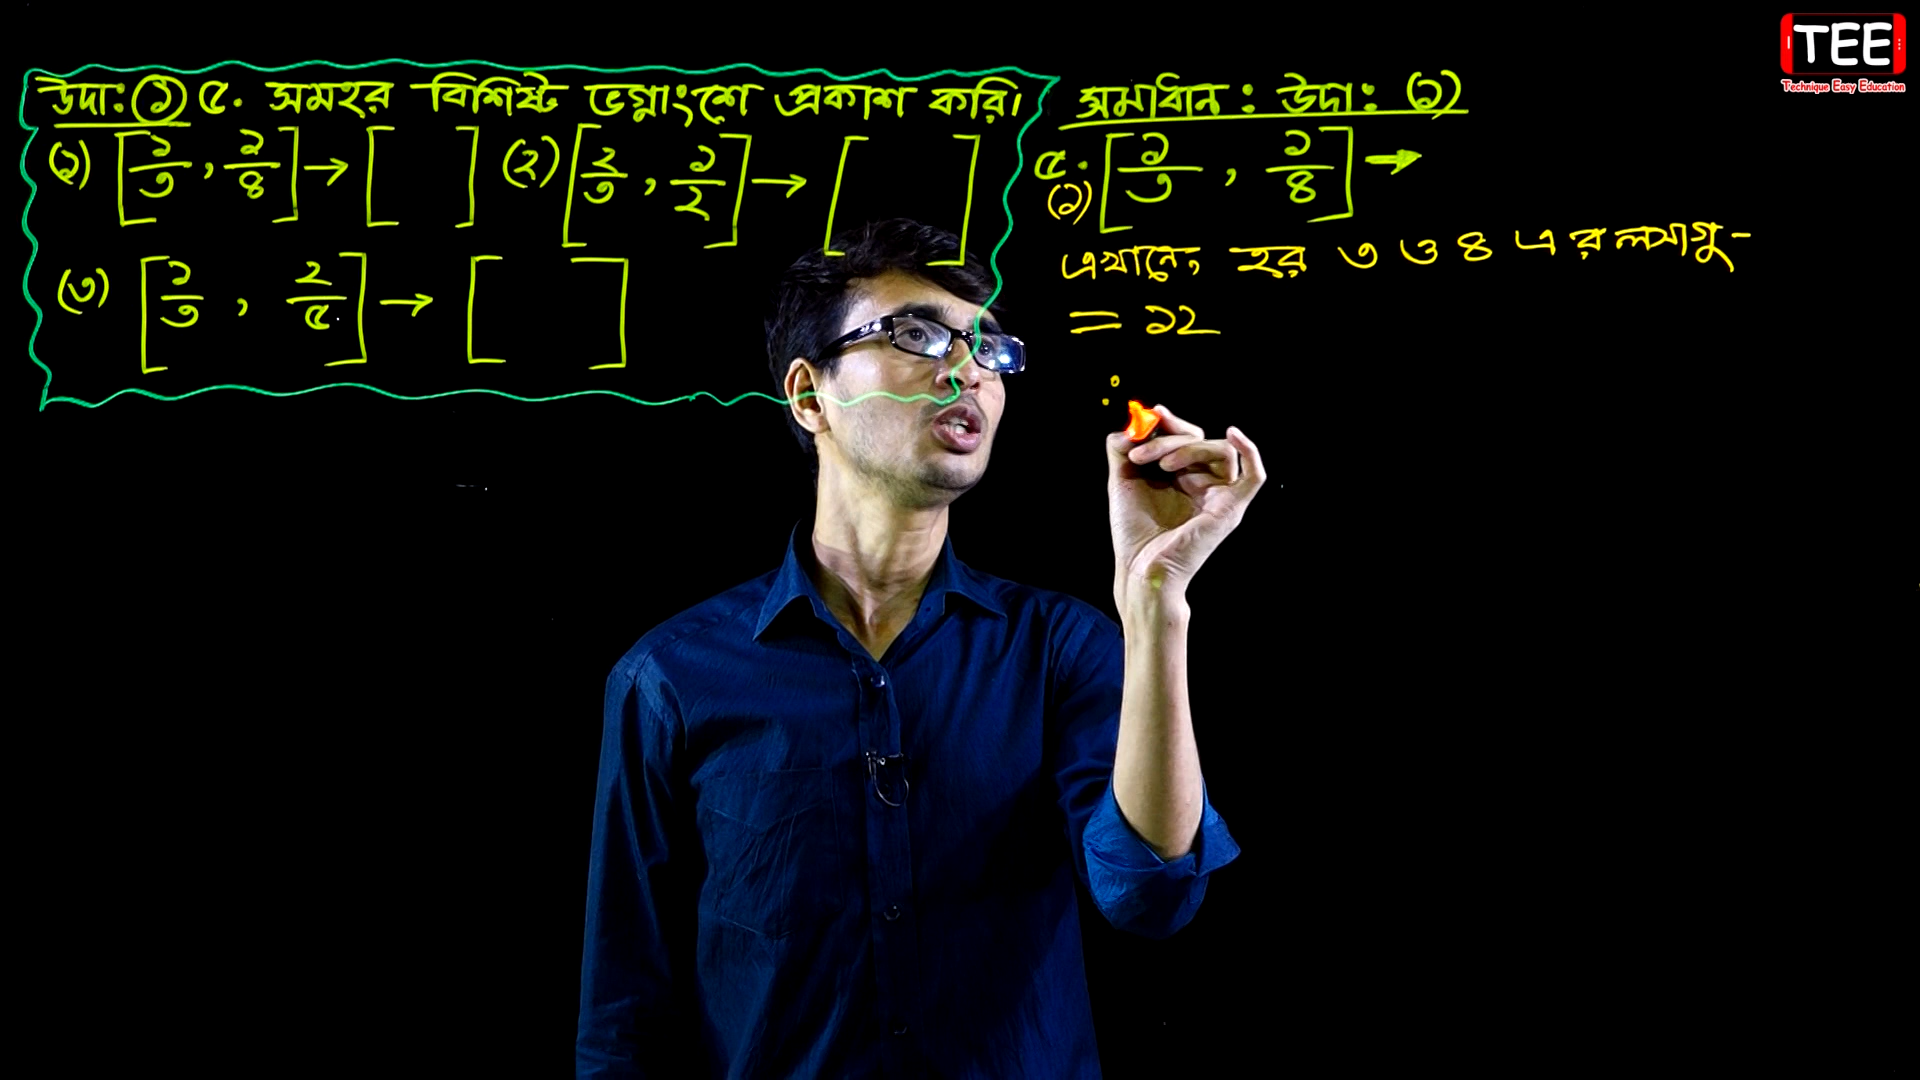 উদা: (১) ৫. সমহর বিশিষ্ট ভগ্নাংশে প্রকাশ করি।
(১) [১/৩, ১/৪] → [ ] (২) [২/৩, ১/২] → [ ]
(৩) [১/৩, ২/৫] → [ ]
সমাধান : উদা: (১)
৫. [১/৩, ১/৪] →
(১)
এখানে, হর ৩ ও ৪ এর লসাগু -
= ১২
TEE
Technique Easy Education